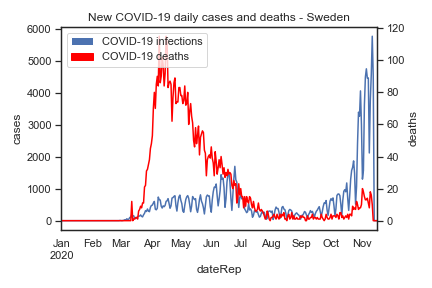 New COVID-19 daily cases and deaths - Sweden
COVID-19 infections
COVID-19 deaths
6000
5000
4000
3000
2000
1000
0
cases
120
100
80
60
40
20
0
deaths
Jan Feb Mar Apr May Jun Jul Aug Sep Oct Nov
2020
dateRep